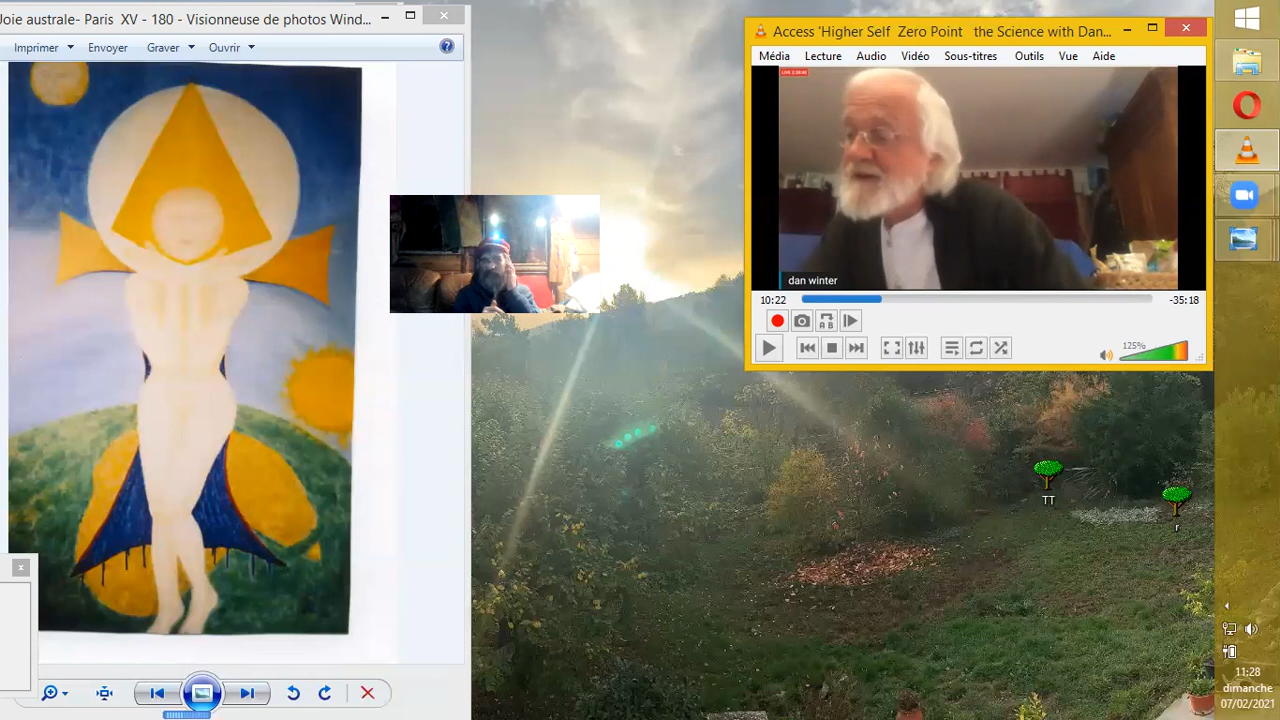 Joie australe- Paris XV - 180 - Visionneuse de photos Wind...
Imprimer Envoyer Graver Ouvrir
Access 'Higher Self Zero Point the Science with Dan...
Média Lecture Audio Vidéo Sous-titres Outils Vue Aide
dan winter
10:22 -35:18
125%
TT
r
11:28
dimanche
07/02/2021